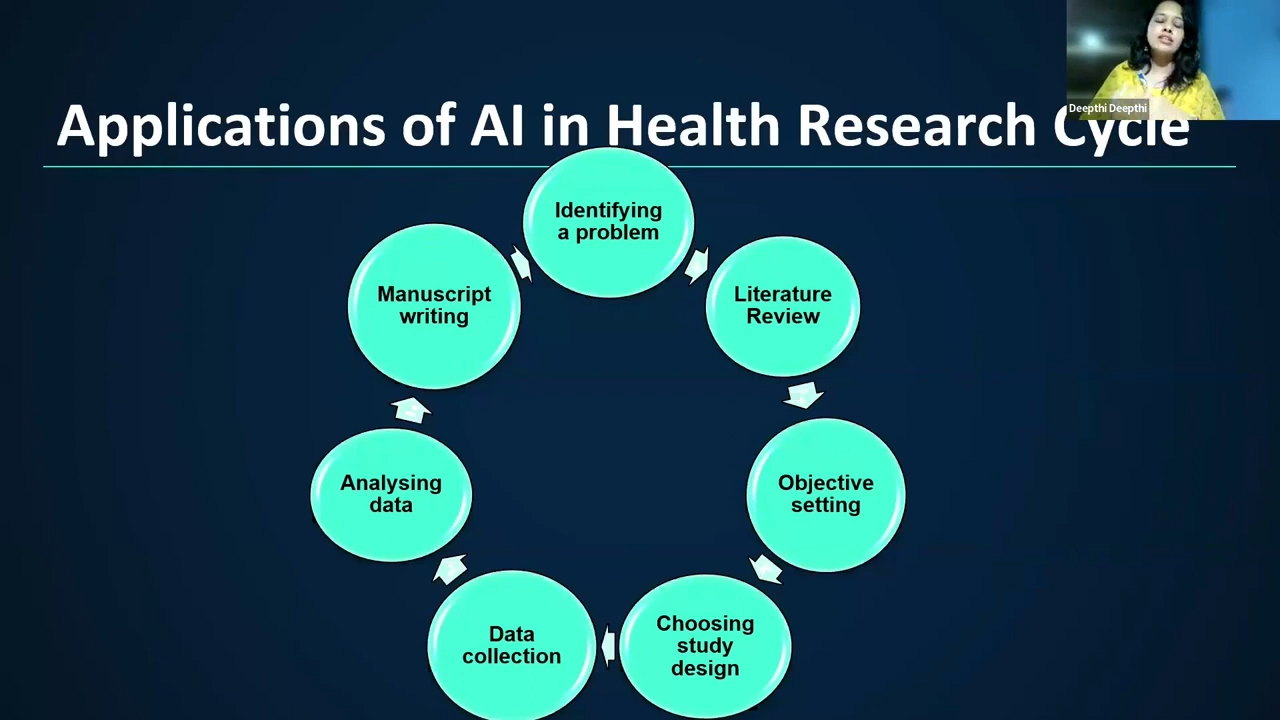 Deepthi Deepthi
Applications of AI in Health Research Cycle
Identifying
a problem
Literature
Review
Objective
setting
Choosing
study
design
Data
collection
Analysing
data
Manuscript
writing